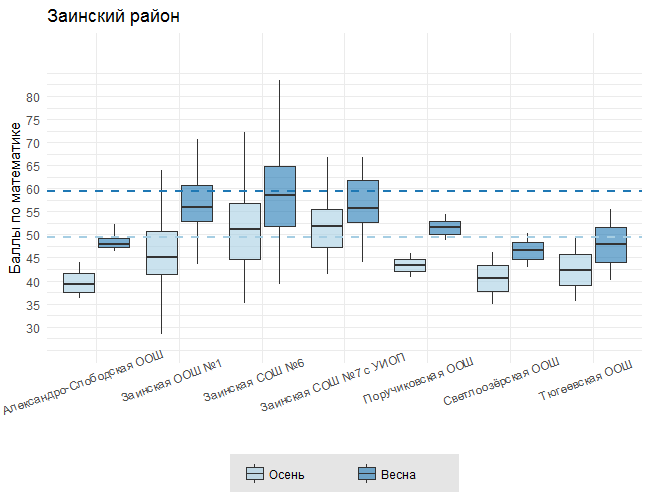 Заинский район
Баллы по математике
80
75
70
65
60
55
50
45
40
35
30
Александро-Слободская ООШ
Заинская ООШ №1
Заинская СОШ №6
Заинская СОШ №7 с УИОП
Поручиковская ООШ
Светлоозёрская ООШ
Тюгеевская ООШ
Осень
Весна